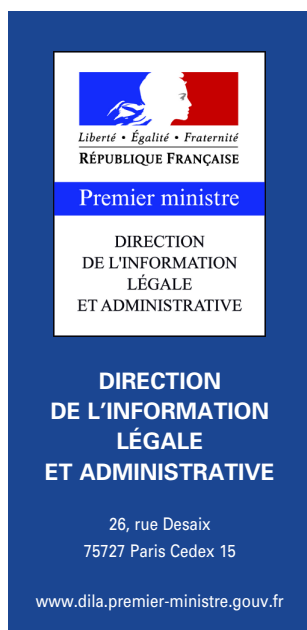 Liberté • Égalité • Fraternité
RÉPUBLIQUE FRANÇAISE
Premier ministre
DIRECTION
DE L'INFORMATION
LÉGALE
ET ADMINISTRATIVE
DIRECTION
DE L’INFORMATION
LÉGALE
ET ADMINISTRATIVE
26, rue Desaix
75727 Paris Cedex 15
www.dila.premier-ministre.gouv.fr